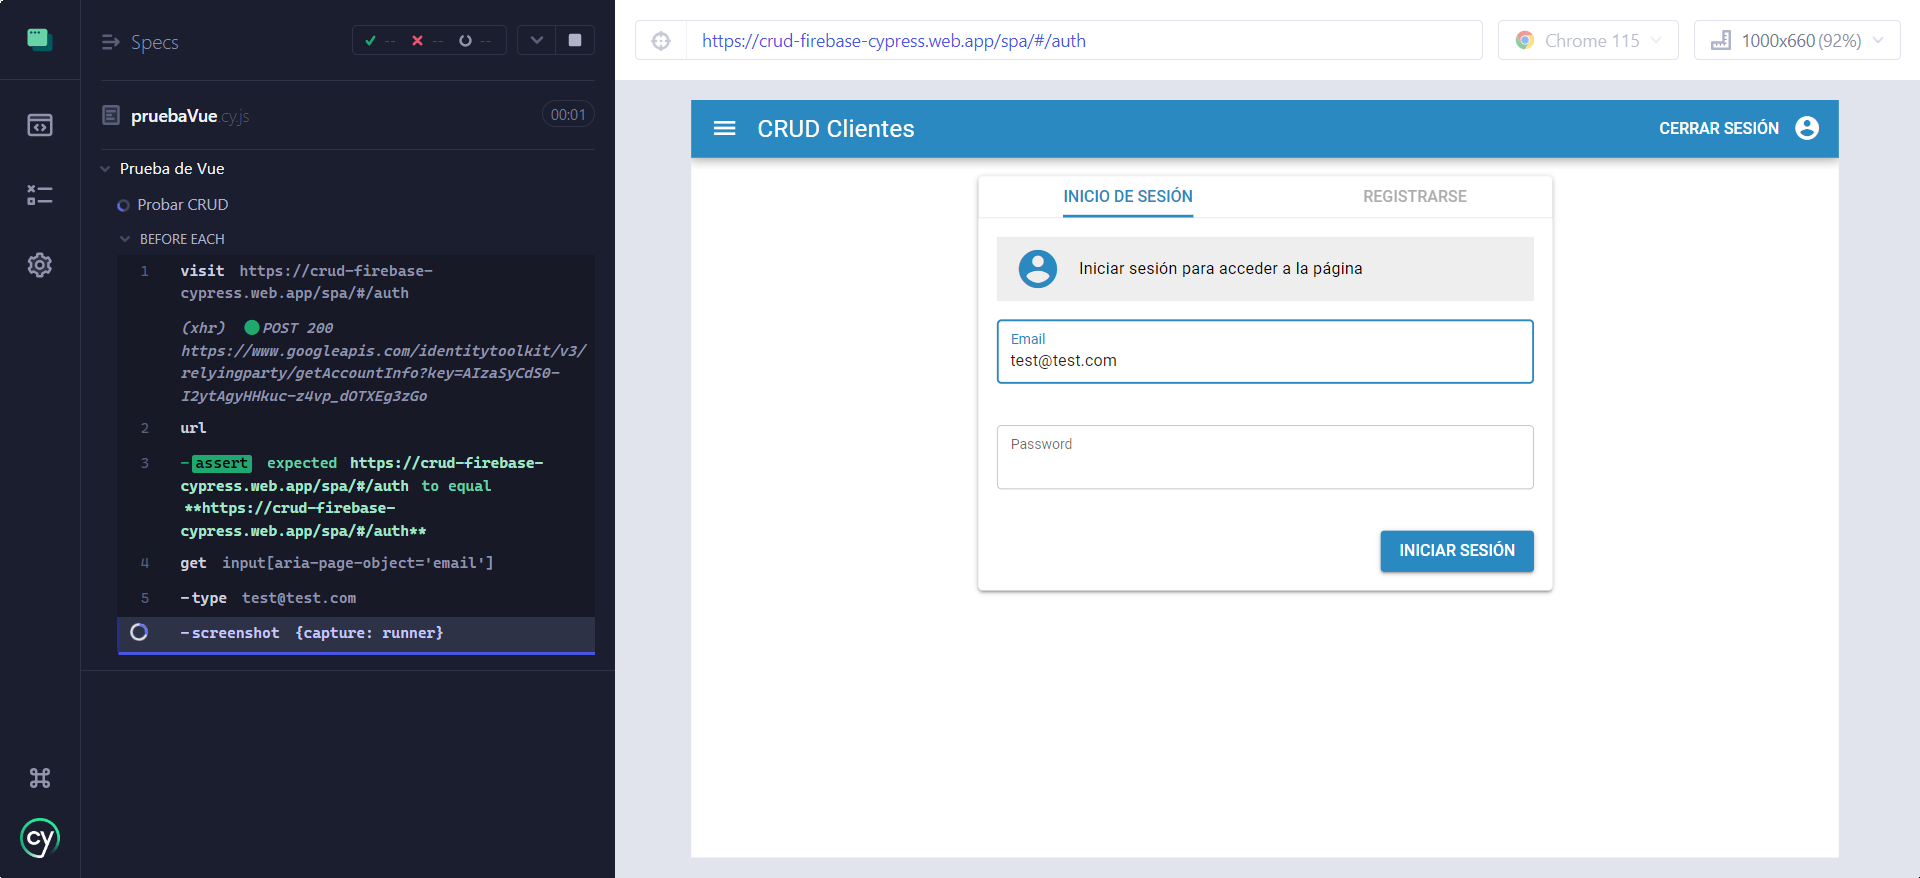 Specs
-- -- --
pruebaVue.cy.js
00:01
Prueba de Vue
Probar CRUD
BEFORE EACH
1 visit https://crud-firebase-
cypress.web.app/spa/#/auth
(xhr) POST 200
https://www.googleapis.com/identitytoolkit/v3/
relyingparty/getAccountInfo?key=AIzaSyCdS0-
I2ytAgyHHkuc-z4vp_dOTXEg3zGo
2 url
3 -assert expected https://crud-firebase-
cypress.web.app/spa/#/auth to equal
**https://crud-firebase-
cypress.web.app/spa/#/auth**
4 get input[aria-page-object='email']
5 -type test@test.com
-screenshot {capture: runner}
cy
https://crud-firebase-cypress.web.app/spa/#/auth
Chrome 115
1000x660 (92%)
CRUD Clientes
CERRAR SESIÓN
INICIO DE SESIÓN
REGISTRARSE
Iniciar sesión para acceder a la página
Email
test@test.com
Password
INICIAR SESIÓN